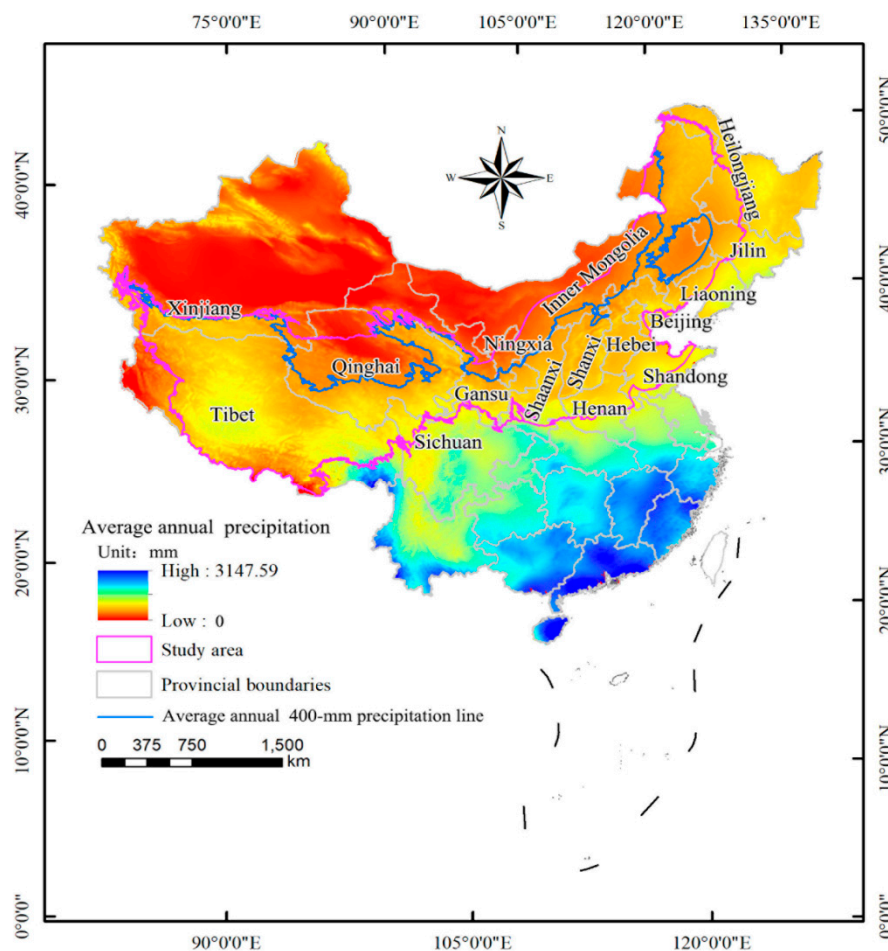 75°0'0"E 90°0'0"E 105°0'0"E 120°0'0"E 135°0'0"E
50°0'0"N
40°0'0"N
40°0'0"N
30°0'0"N
30°0'0"N
20°0'0"N
20°0'0"N
10°0'0"N
10°0'0"N
0°0'0"
0°0'0"
N
W E
S
Heilongjiang
Jilin
Inner Mongolia
Liaoning
Xinjiang
Beijing
Ningxia
Hebei
Shanxi
Qinghai
Shandong
Gansu
Shaanxi
Tibet
Henan
Sichuan
Average annual precipitation
Unit: mm
High : 3147.59
Low : 0
Study area
Provincial boundaries
Average annual 400-mm precipitation line
0 375 750 1,500
km
90°0'0"E 105°0'0"E 120°0'0"E